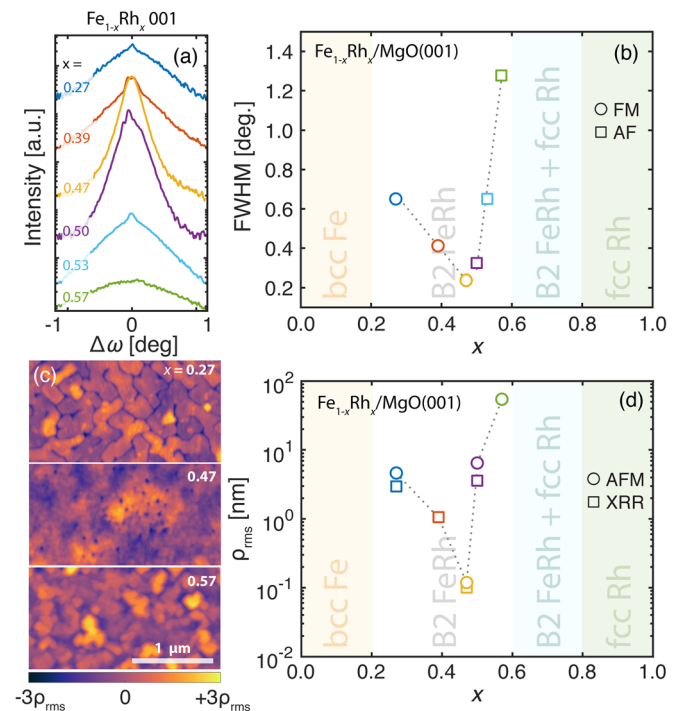 Fe1-xRhx 001
(a)
x =
0.27
0.39
0.47
0.50
0.53
0.57
Intensity [a.u.]
-1 0 1
Δω [deg]
Fe1-xRhx/MgO(001)
(b)
FM
AF
bcc Fe
B2 FeRh
B2 FeRh + fcc Rh
fcc Rh
FWHM [deg.]
1.4
1.2
1.0
0.8
0.6
0.4
0.2
0.0 0.2 0.4 0.6 0.8 1.0
x
(c)
x = 0.27
0.47
0.57
1 μm
-3ρrms 0 +3ρrms
Fe1-xRhx/MgO(001)
(d)
AFM
XRR
bcc Fe
B2 FeRh
B2 FeRh + fcc Rh
fcc Rh
ρrms [nm]
10^2
10^1
10^0
10^-1
10^-2
0.0 0.2 0.4 0.6 0.8 1.0
x